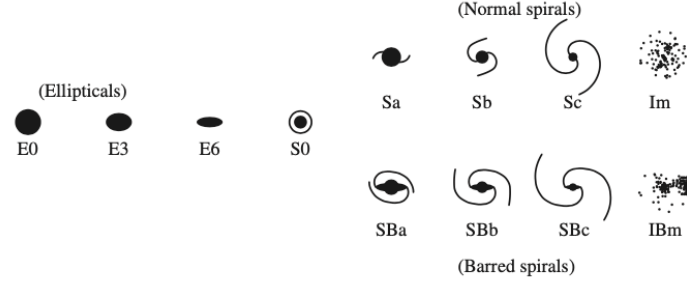 (Normal spirals)
Sa Sb Sc Im
(Ellipticals)
E0 E3 E6 S0
SBa SBb SBc IBm
(Barred spirals)